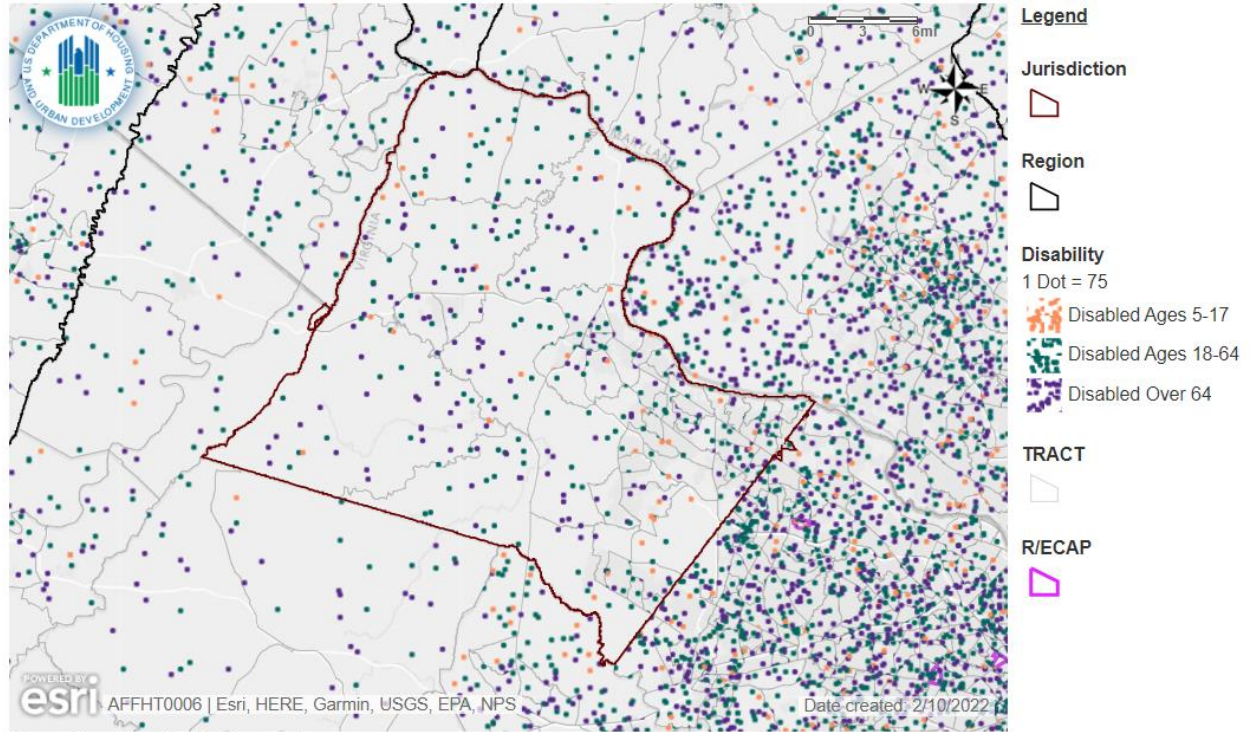 U.S. DEPARTMENT OF HOUSING
AND URBAN DEVELOPMENT
0 3 6mi
W E
S
MARYLAND
VIRGINIA
POWERED BY
esri
AFFHT0006 | Esri, HERE, Garmin, USGS, EPA, NPS
Date created: 2/10/2022
Legend
Jurisdiction
Region
Disability
1 Dot = 75
Disabled Ages 5-17
Disabled Ages 18-64
Disabled Over 64
TRACT
R/ECAP